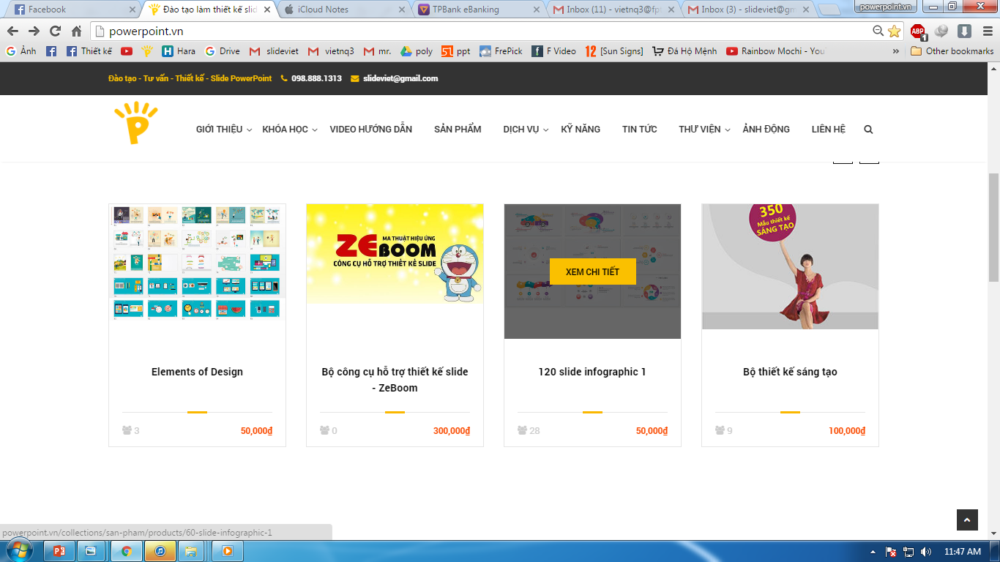 Facebook
Đào tạo làm thiết kế slid
iCloud Notes
TPBank eBanking
Inbox (11) - vietnq3@fpt
Inbox (3) - slideviet@gm
powerpoint.vn
powerpoint.vn
ABP
1
Ảnh
Thiết kế
Hara
Drive
slideviet
vietnq3
mr.
poly
ppt
FrePick
F Video
12 [Sun Signs]
Đá Hộ Mệnh
Rainbow Mochi - You
»
Other bookmarks
Đào tạo - Tư vấn - Thiết kế - Slide PowerPoint
098.888.1313
slideviet@gmail.com
GIỚI THIỆU
KHÓA HỌC
VIDEO HƯỚNG DẪN
SẢN PHẨM
DỊCH VỤ
KỸ NĂNG
TIN TỨC
THƯ VIỆN
ẢNH ĐỘNG
LIÊN HỆ
MA THUẬT HIỆU ỨNG
ZEBOOM
CÔNG CỤ HỖ TRỢ THIẾT KẾ SLIDE
XEM CHI TIẾT
350
Mẫu thiết kế
SÁNG TẠO
Elements of Design
Bộ công cụ hỗ trợ thiết kế slide
- ZeBoom
120 slide infographic 1
Bộ thiết kế sáng tạo
3
50,000₫
0
300,000₫
28
50,000₫
9
100,000₫
powerpoint.vn/collections/san-pham/products/60-slide-infographic-1
11:47 AM